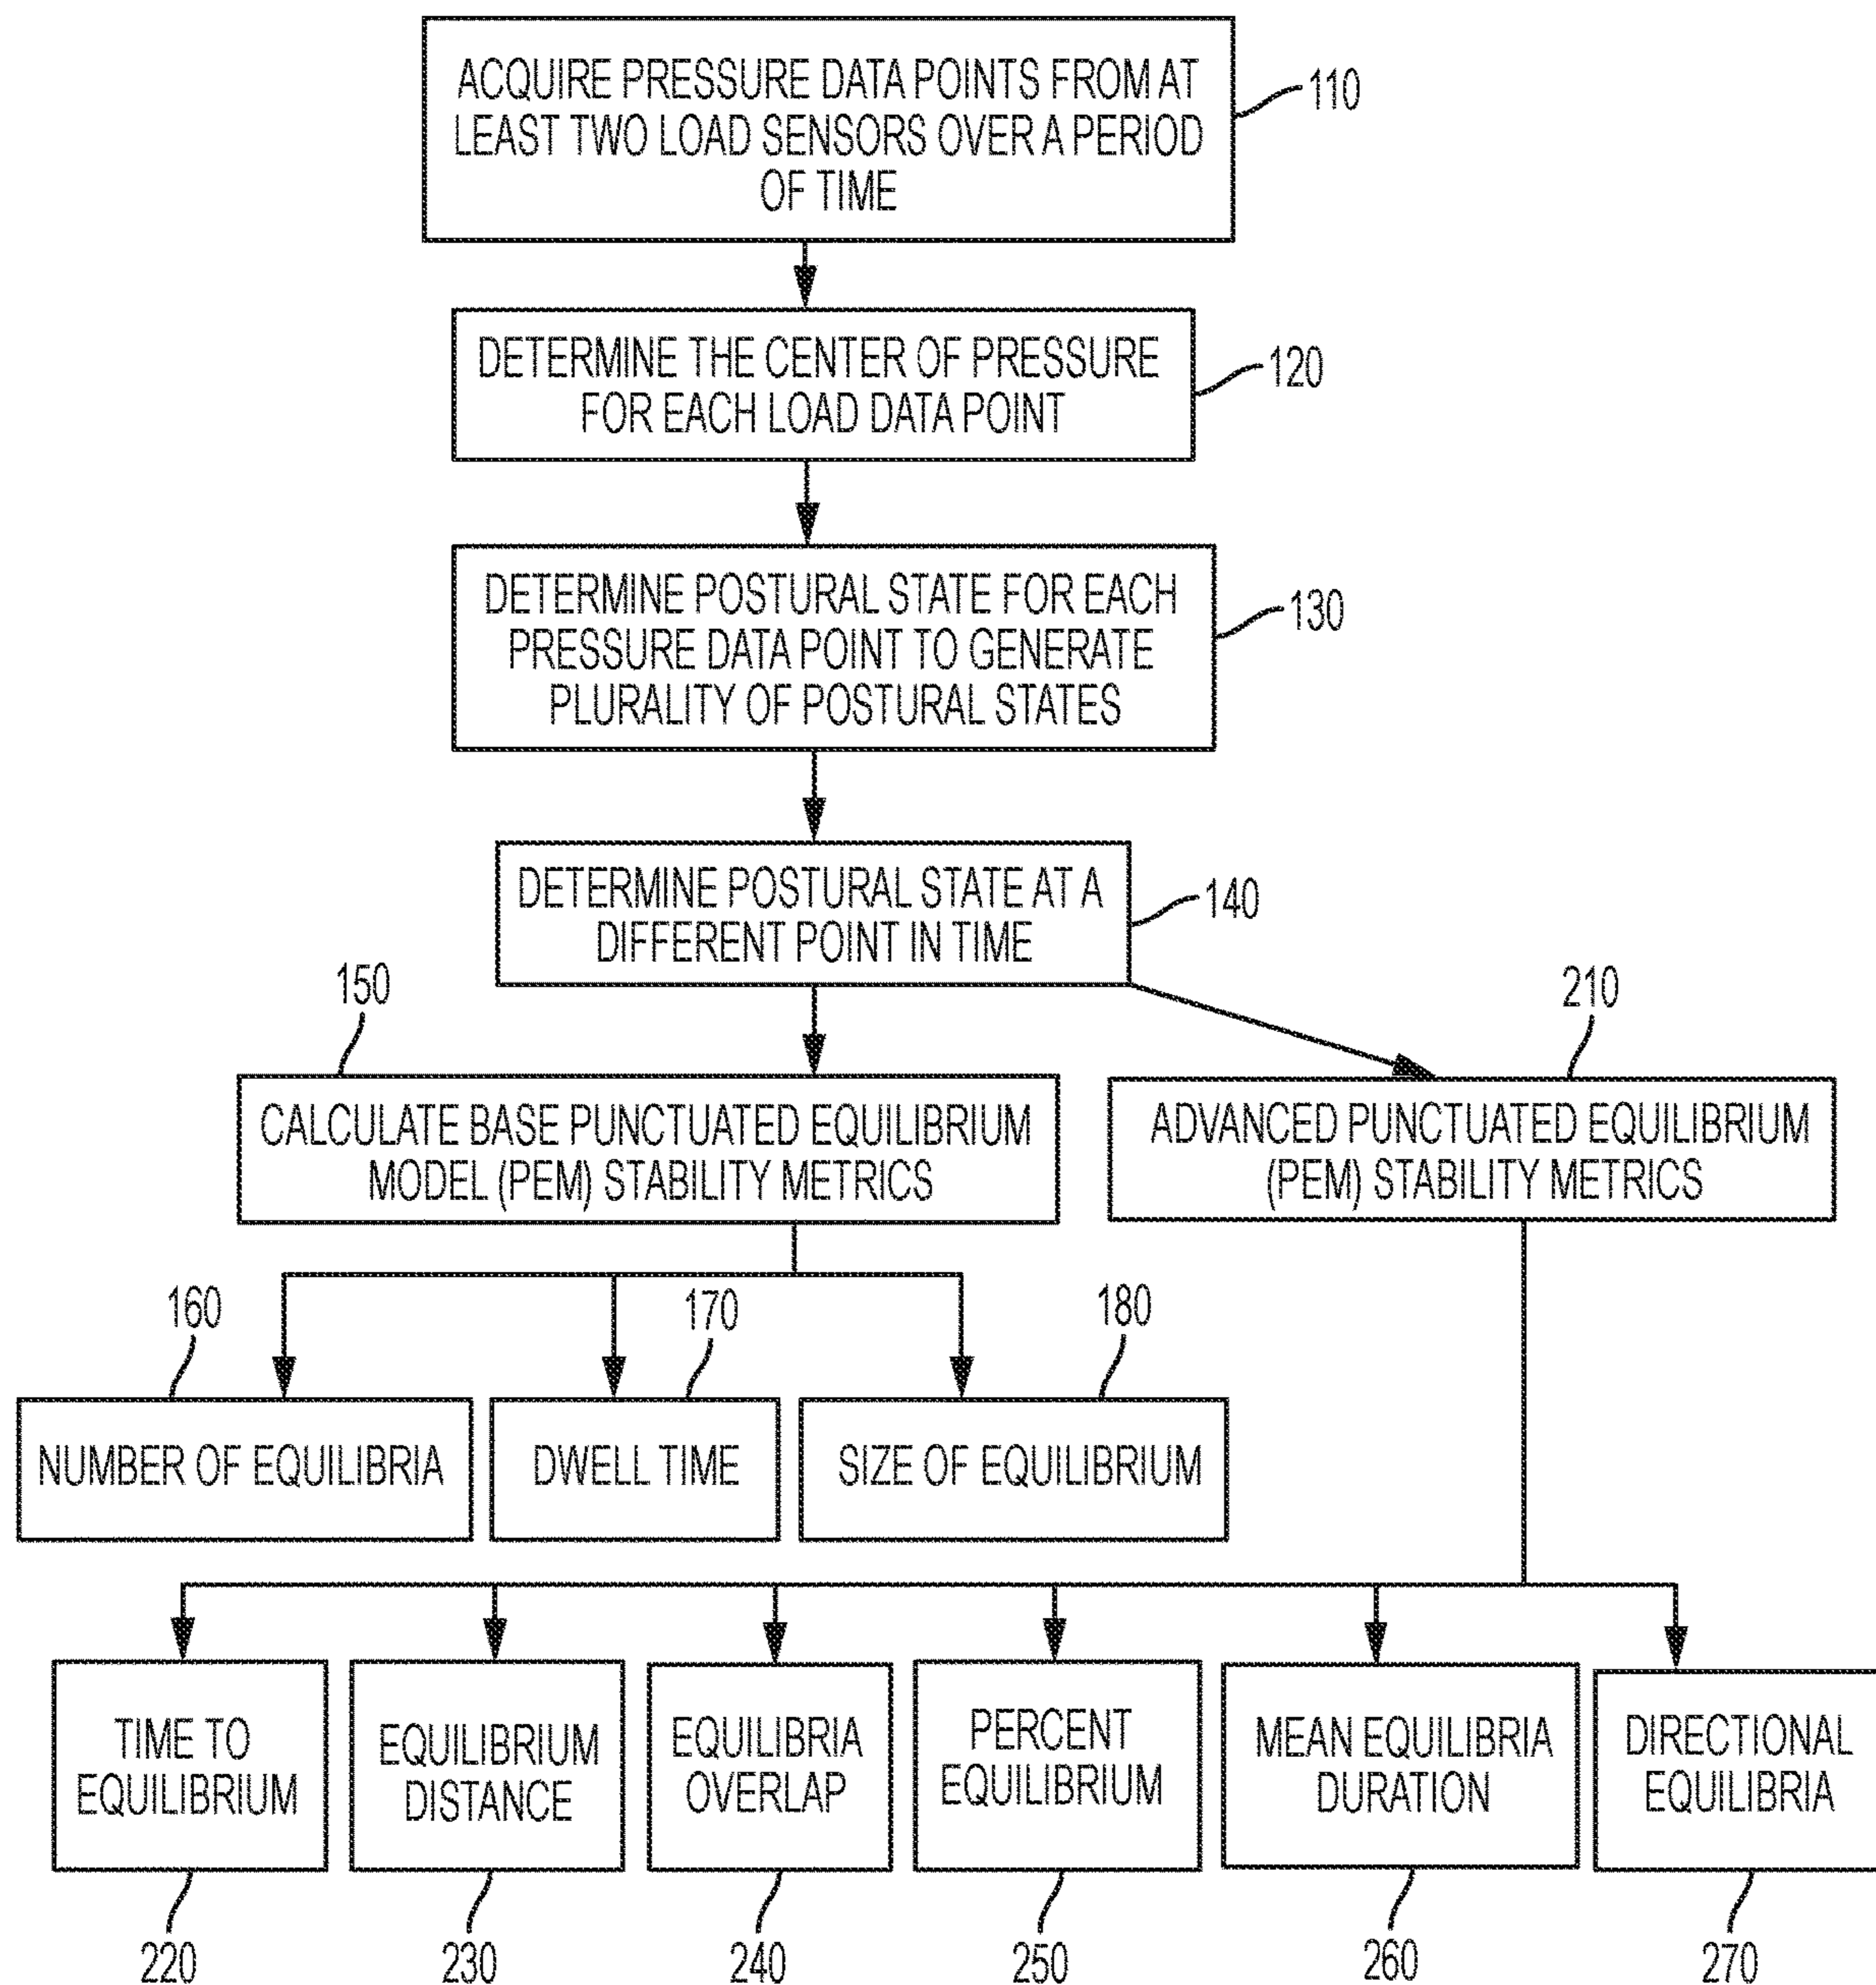 ACQUIRE PRESSURE DATA POINTS FROM AT
LEAST TWO LOAD SENSORS OVER A PERIOD
OF TIME
110
DETERMINE THE CENTER OF PRESSURE
FOR EACH LOAD DATA POINT
120
DETERMINE POSTURAL STATE FOR EACH
PRESSURE DATA POINT TO GENERATE
PLURALITY OF POSTURAL STATES
130
DETERMINE POSTURAL STATE AT A
DIFFERENT POINT IN TIME
140
150
CALCULATE BASE PUNCTUATED EQUILIBRIUM
MODEL (PEM) STABILITY METRICS
210
ADVANCED PUNCTUATED EQUILIBRIUM
(PEM) STABILITY METRICS
160
NUMBER OF EQUILIBRIA
170
DWELL TIME
180
SIZE OF EQUILIBRIUM
TIME TO
EQUILIBRIUM
220
EQUILIBRIUM
DISTANCE
230
EQUILIBRIA
OVERLAP
240
PERCENT
EQUILIBRIUM
250
MEAN EQUILIBRIA
DURATION
260
DIRECTIONAL
EQUILIBRIA
270